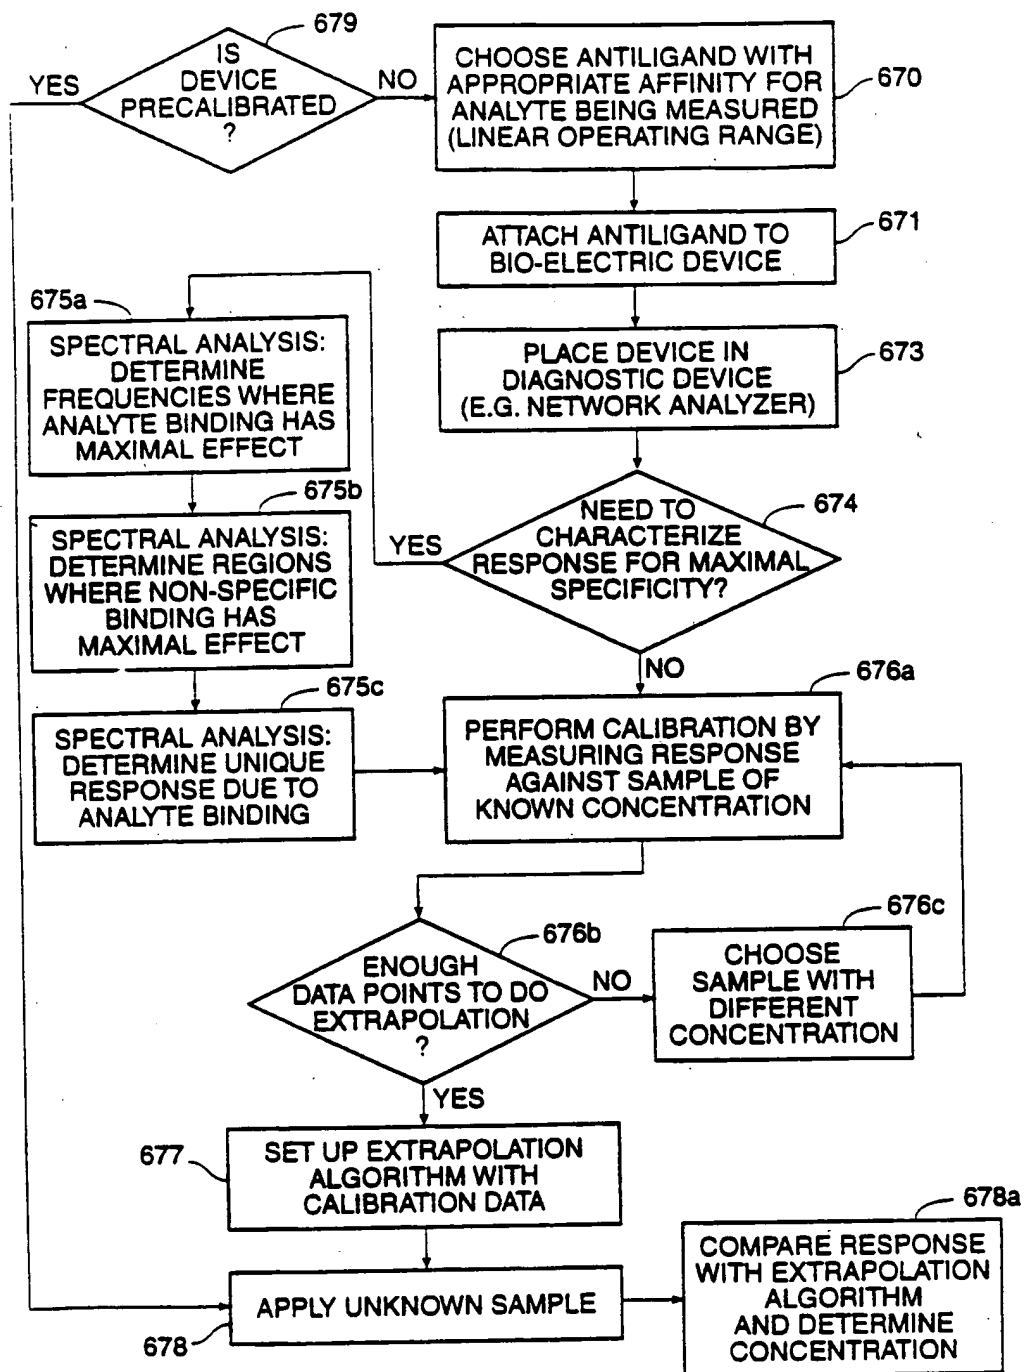 679
IS
DEVICE
PRECALIBRATED
?
YES
NO
CHOOSE ANTILIGAND WITH
APPROPRIATE AFFINITY FOR
ANALYTE BEING MEASURED
(LINEAR OPERATING RANGE)
670
ATTACH ANTILIGAND TO
BIO-ELECTRIC DEVICE
671
PLACE DEVICE IN
DIAGNOSTIC DEVICE
(E.G. NETWORK ANALYZER)
673
NEED TO
CHARACTERIZE
RESPONSE FOR MAXIMAL
SPECIFICITY?
674
YES
NO
675a
SPECTRAL ANALYSIS:
DETERMINE
FREQUENCIES WHERE
ANALYTE BINDING HAS
MAXIMAL EFFECT
675b
SPECTRAL ANALYSIS:
DETERMINE REGIONS
WHERE NON-SPECIFIC
BINDING HAS
MAXIMAL EFFECT
675c
SPECTRAL ANALYSIS:
DETERMINE UNIQUE
RESPONSE DUE TO
ANALYTE BINDING
676a
PERFORM CALIBRATION BY
MEASURING RESPONSE
AGAINST SAMPLE OF
KNOWN CONCENTRATION
676b
ENOUGH
DATA POINTS TO DO
EXTRAPOLATION
?
NO
YES
676c
CHOOSE
SAMPLE WITH
DIFFERENT
CONCENTRATION
677
SET UP EXTRAPOLATION
ALGORITHM WITH
CALIBRATION DATA
APPLY UNKNOWN SAMPLE
678
678a
COMPARE RESPONSE
WITH EXTRAPOLATION
ALGORITHM
AND DETERMINE
CONCENTRATION